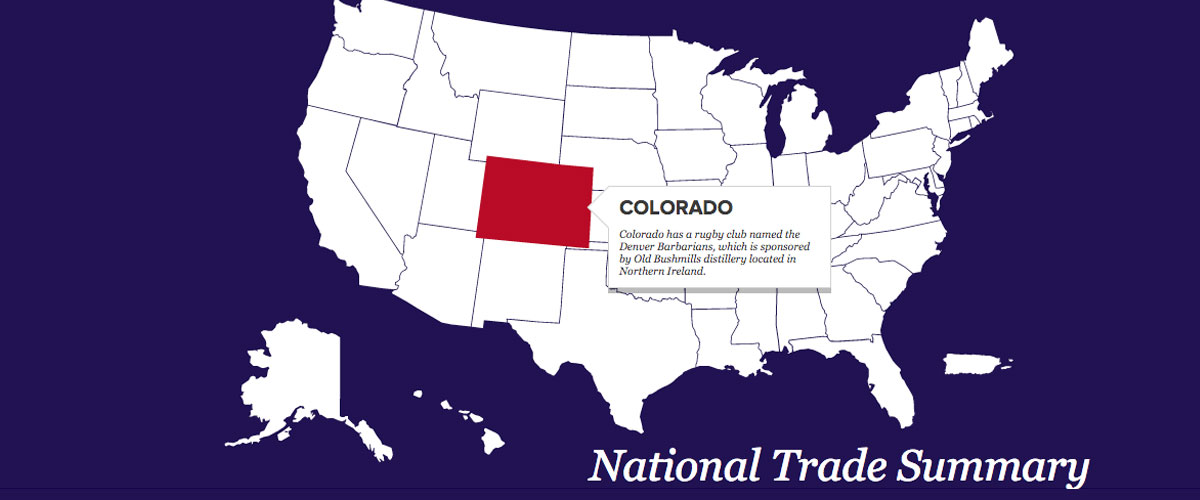 COLORADO
Colorado has a rugby club named the
Denver Barbarians, which is sponsored
by Old Bushmills distillery located in
Northern Ireland.
National Trade Summary